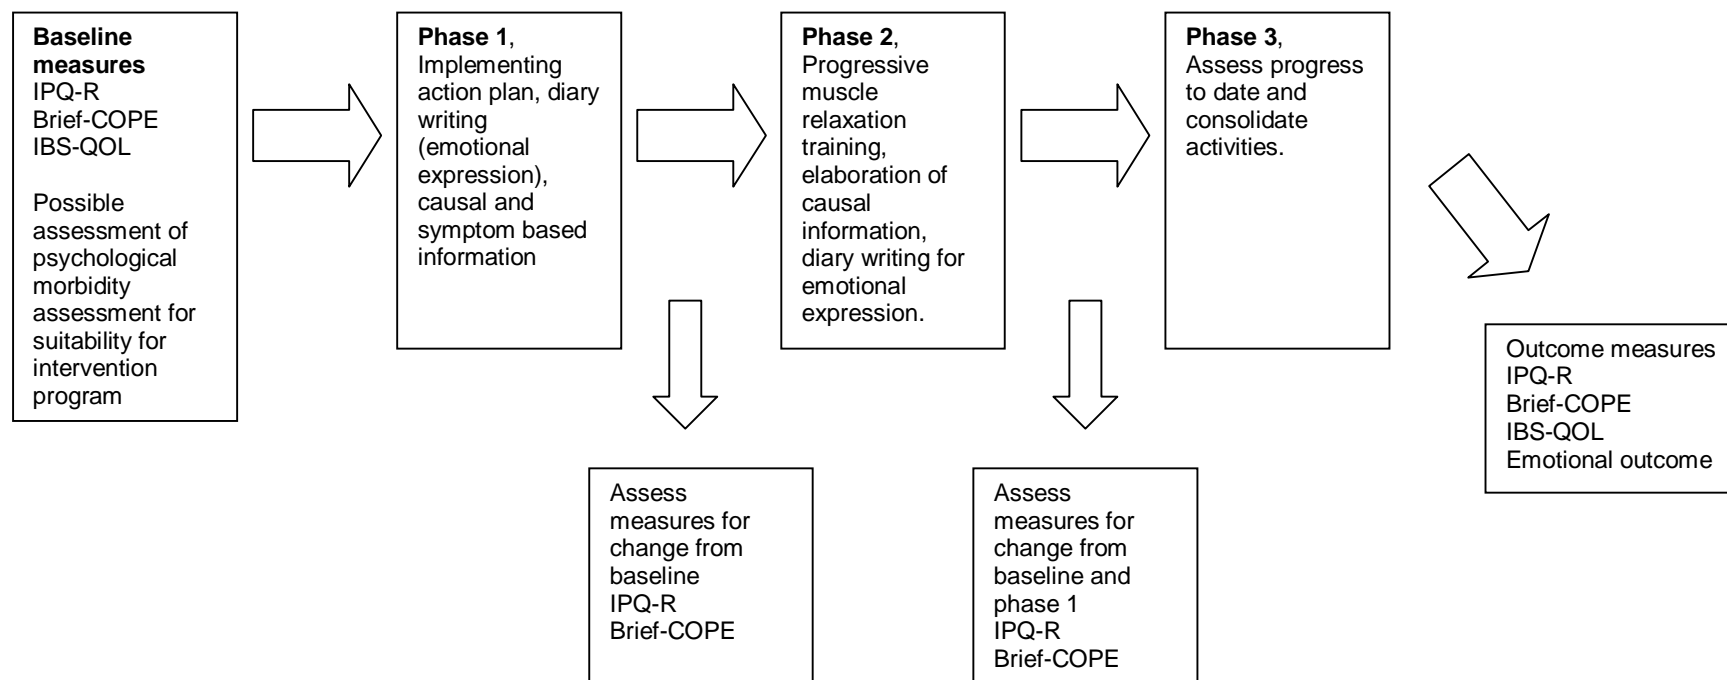 Baseline
measures
IPQ-R
Brief-COPE
IBS-QOL
Possible
assessment of
psychological
morbidity
assessment for
suitability for
intervention
program
Phase 1,
Implementing
action plan, diary
writing
(emotional
expression),
causal and
symptom based
information
Phase 2,
Progressive
muscle
relaxation
training,
elaboration of
causal
information,
diary writing for
emotional
expression.
Phase 3,
Assess progress
to date and
consolidate
activities.
Assess
measures for
change from
baseline
IPQ-R
Brief-COPE
Assess
measures for
change from
baseline and
phase 1
IPQ-R
Brief-COPE
Outcome measures
IPQ-R
Brief-COPE
IBS-QOL
Emotional outcome